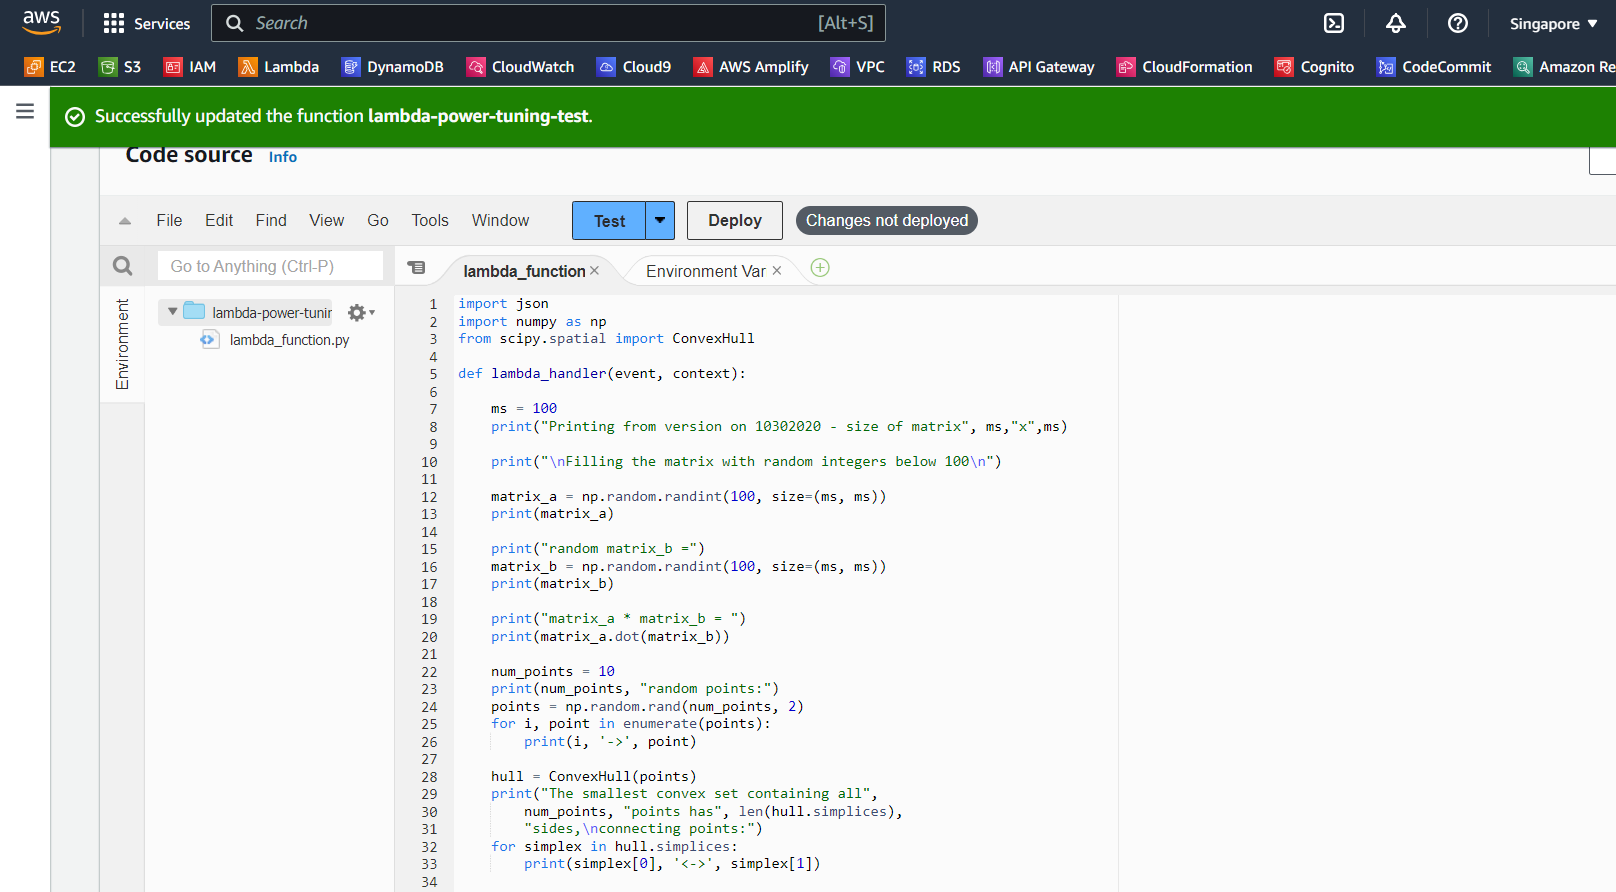 aws Services Search [Alt+S] Singapore
EC2 S3 IAM Lambda DynamoDB CloudWatch Cloud9 AWS Amplify VPC RDS API Gateway CloudFormation Cognito CodeCommit Amazon Re
Successfully updated the function lambda-power-tuning-test.
Code source Info
File Edit Find View Go Tools Window Test Deploy Changes not deployed
Go to Anything (Ctrl-P)
lambda_function × Environment Var ×
Environment
lambda-power-tunir
lambda_function.py
1 import json
2 import numpy as np
3 from scipy.spatial import ConvexHull
4
5 def lambda_handler(event, context):
6
7     ms = 100
8     print("Printing from version on 10302020 - size of matrix", ms,"x",ms)
9
10     print("\nFilling the matrix with random integers below 100\n")
11
12     matrix_a = np.random.randint(100, size=(ms, ms))
13     print(matrix_a)
14
15     print("random matrix_b =")
16     matrix_b = np.random.randint(100, size=(ms, ms))
17     print(matrix_b)
18
19     print("matrix_a * matrix_b = ")
20     print(matrix_a.dot(matrix_b))
21
22     num_points = 10
23     print(num_points, "random points:")
24     points = np.random.rand(num_points, 2)
25     for i, point in enumerate(points):
26         print(i, '->', point)
27
28     hull = ConvexHull(points)
29     print("The smallest convex set containing all",
30         num_points, "points has", len(hull.simplices),
31         "sides,\nconnecting points:")
32     for simplex in hull.simplices:
33         print(simplex[0], '<->', simplex[1])
34